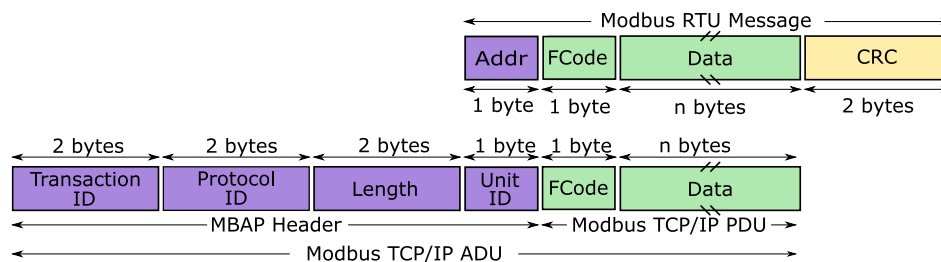 Modbus RTU Message
Addr FCode Data CRC
1 byte 1 byte n bytes 2 bytes
2 bytes 2 bytes 2 bytes 1 byte 1 byte n bytes
Transaction ID
Protocol ID
Length
Unit ID
FCode
Data
MBAP Header Modbus TCP/IP PDU
Modbus TCP/IP ADU